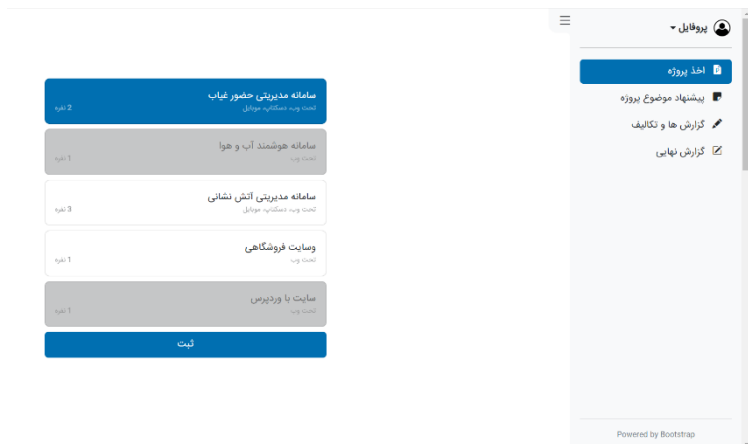 پروفایل
اخذ پروژه
پیشنهاد موضوع پروژه
گزارش ها و تکالیف
گزارش نهایی
Powered by Bootstrap
سامانه مدیریتی حضور غیاب
تحت وب، دسکتاپ، موبایل
2 نفره
سامانه هوشمند آب و هوا
تحت وب
1 نفره
سامانه مدیریتی آتش نشانی
تحت وب، دسکتاپ، موبایل
3 نفره
وسایت فروشگاهی
تحت وب
1 نفره
سایت با وردپرس
تحت وب
1 نفره
ثبت